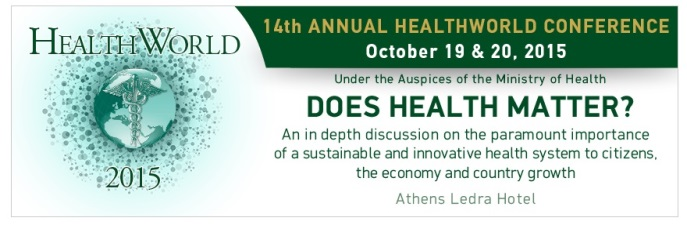 HEALTHWORLD
2015
14th ANNUAL HEALTHWORLD CONFERENCE
October 19 & 20, 2015
Under the Auspices of the Ministry of Health
DOES HEALTH MATTER?
An in depth discussion on the paramount importance
of a sustainable and innovative health system to citizens,
the economy and country growth
Athens Ledra Hotel